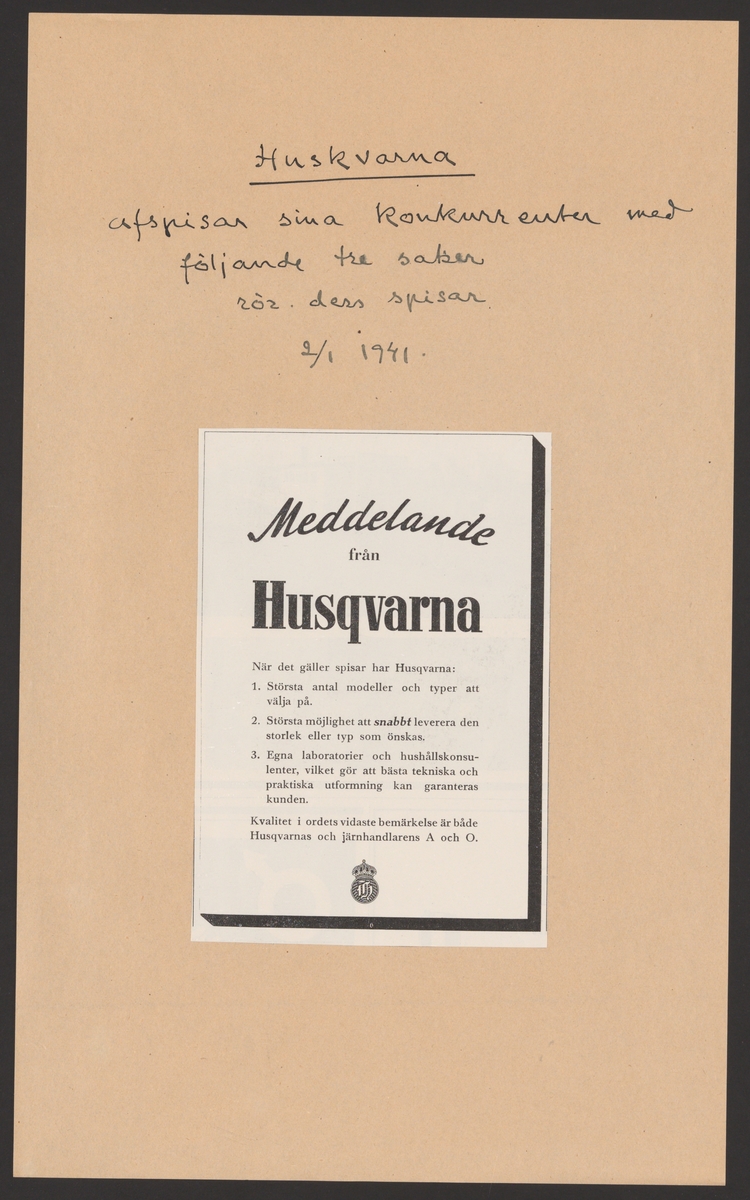 Huskvarna
afspisar sina konkurrenter med
följande tre saker
rör. ders spisar.
2/1 1941.
Meddelande
från
Husqvarna
När det gäller spisar har Husqvarna:
1. Största antal modeller och typer att
välja på.
2. Största möjlighet att snabbt leverera den
storlek eller typ som önskas.
3. Egna laboratorier och hushållskonsu-
lenter, vilket gör att bästa tekniska och
praktiska utformning kan garanteras
kunden.
Kvalitet i ordets vidaste bemärkelse är både
Husqvarnas och järnhandlarens A och O.